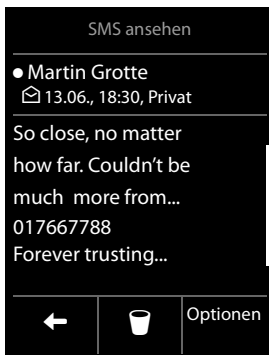 SMS ansehen
Martin Grotte
13.06., 18:30, Privat
So close, no matter
how far. Couldn't be
much more from...
017667788
Forever trusting...
Optionen